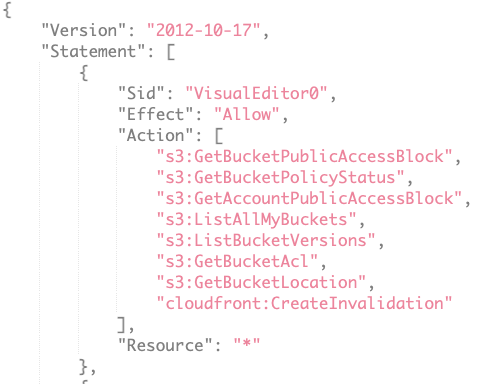 {
"Version": "2012-10-17",
"Statement": [
{
"Sid": "VisualEditor0",
"Effect": "Allow",
"Action": [
"s3:GetBucketPublicAccessBlock",
"s3:GetBucketPolicyStatus",
"s3:GetAccountPublicAccessBlock",
"s3:ListAllMyBuckets",
"s3:ListBucketVersions",
"s3:GetBucketAcl",
"s3:GetBucketLocation",
"cloudfront:CreateInvalidation"
],
"Resource": "*"
},
{